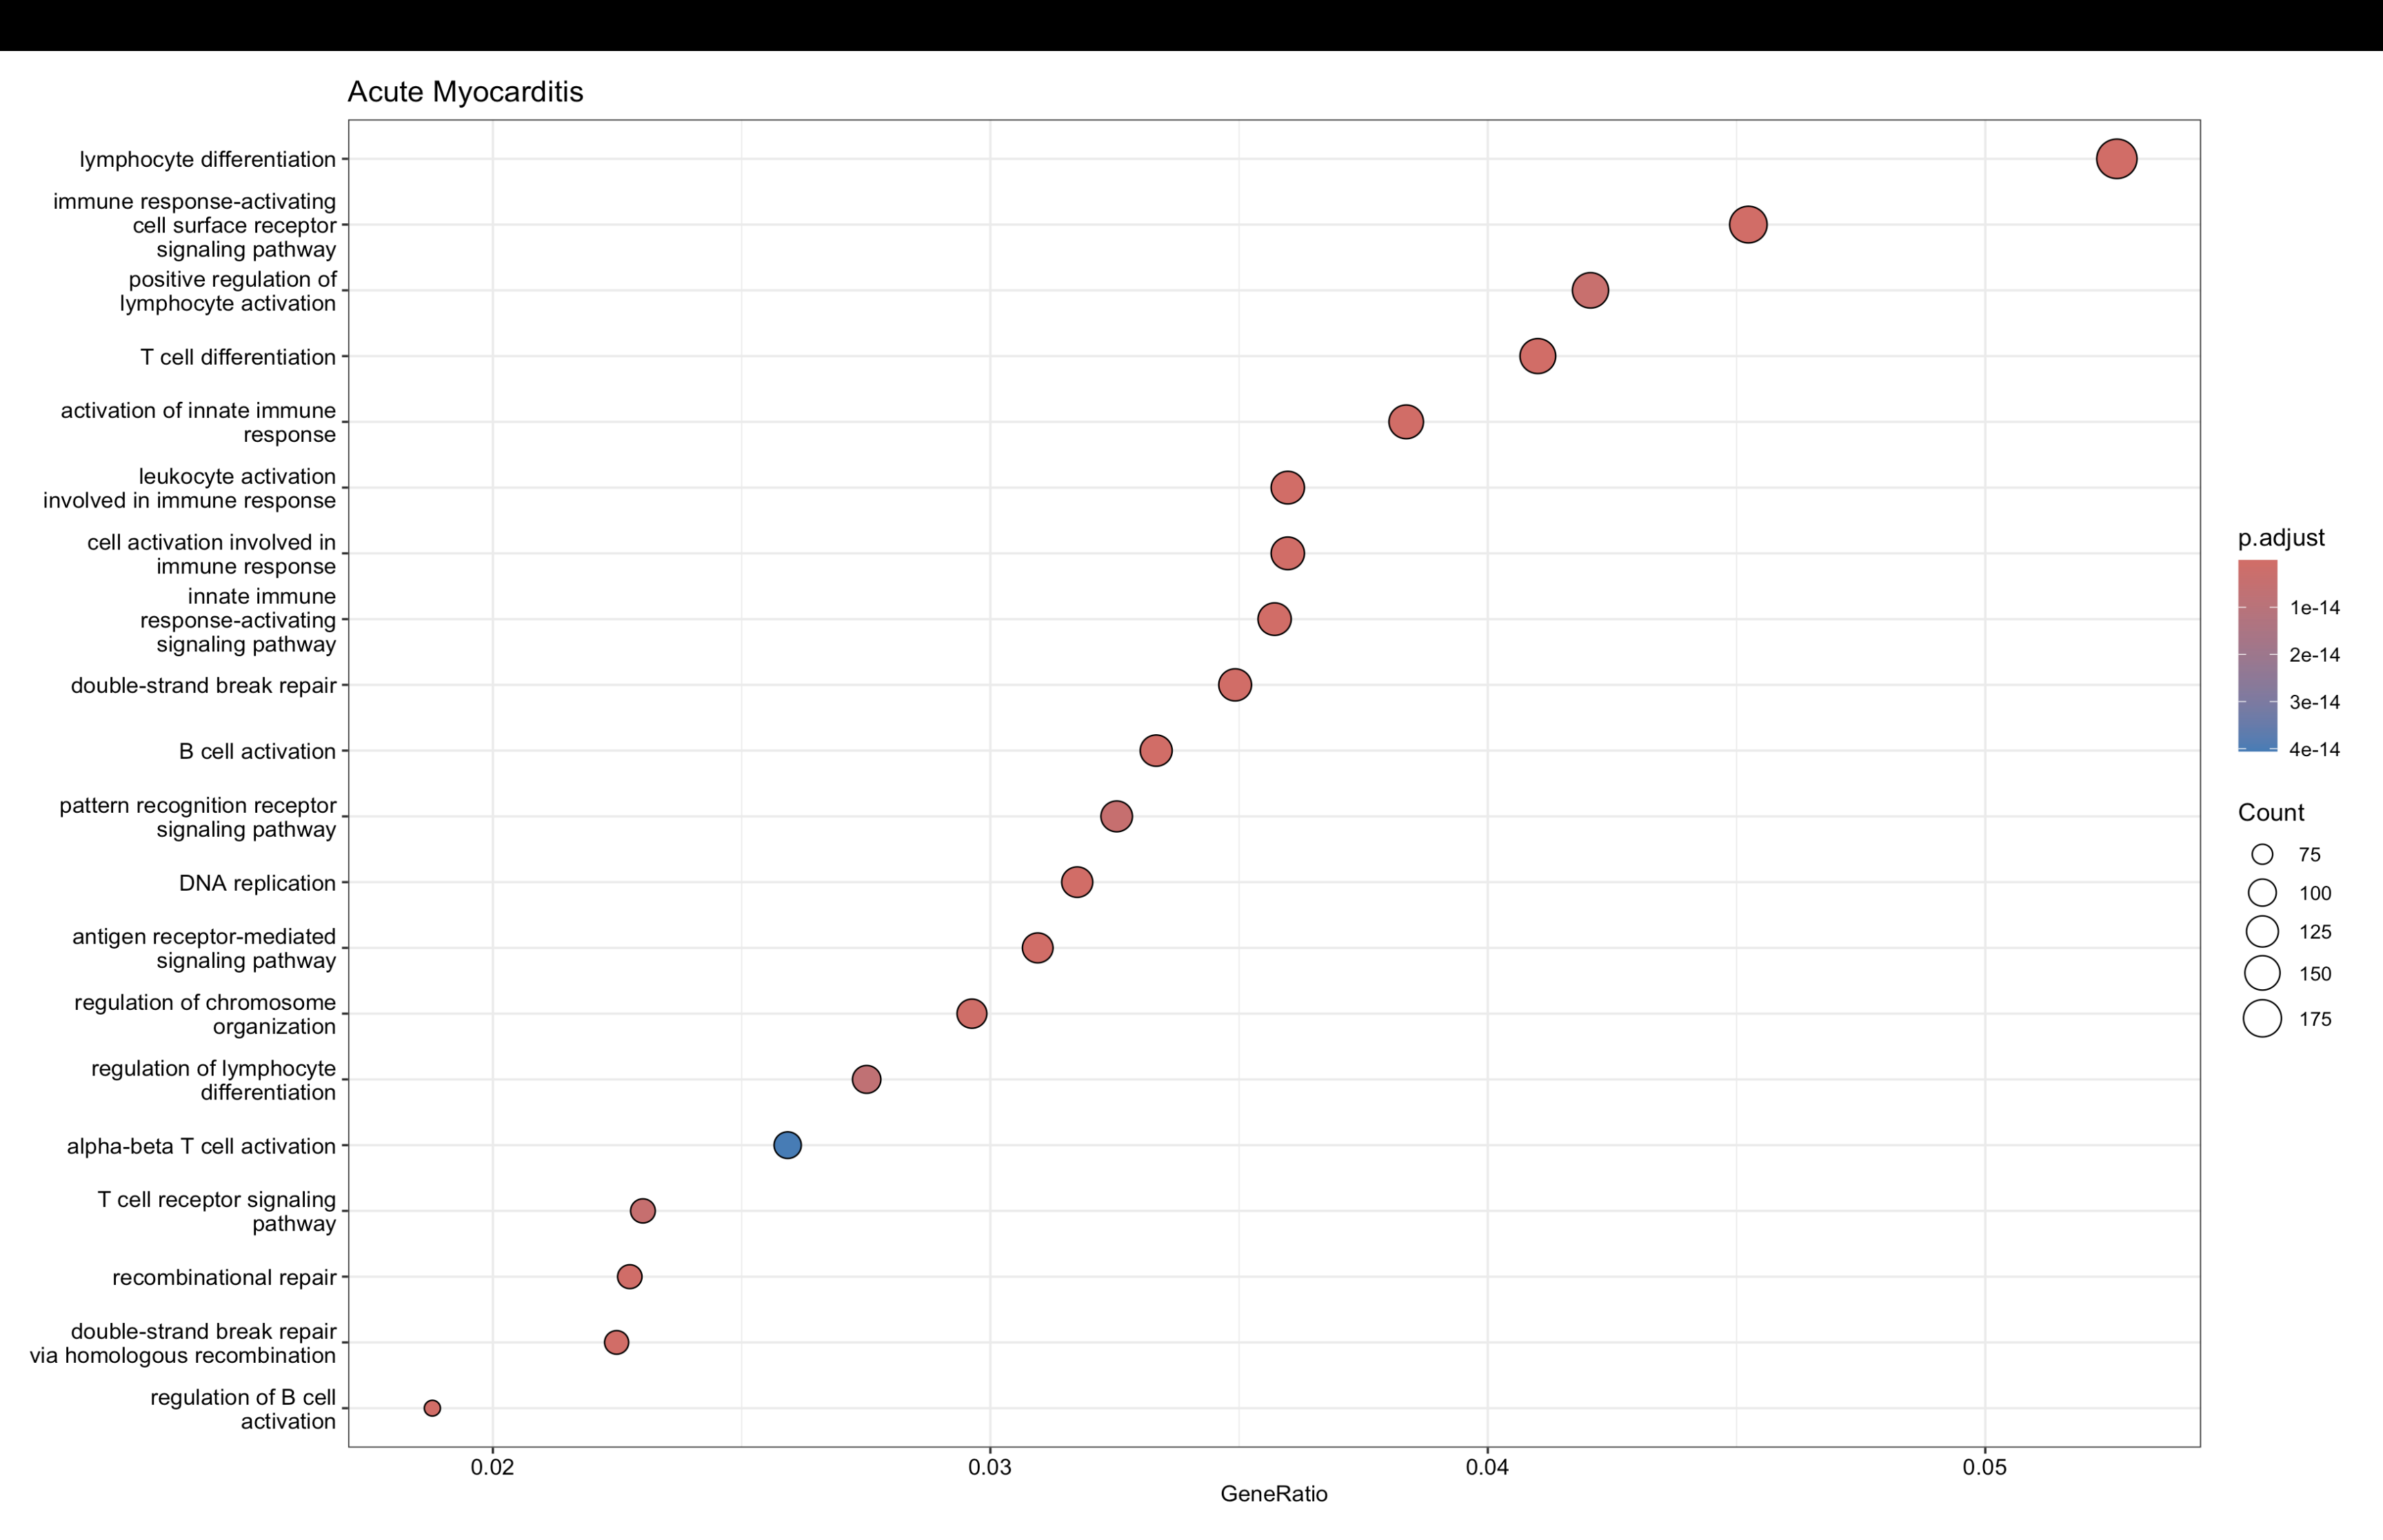 Acute Myocarditis
lymphocyte differentiation
immune response-activating
cell surface receptor
signaling pathway
positive regulation of
lymphocyte activation
T cell differentiation
activation of innate immune
response
leukocyte activation
involved in immune response
cell activation involved in
immune response
innate immune
response-activating
signaling pathway
double-strand break repair
B cell activation
pattern recognition receptor
signaling pathway
DNA replication
antigen receptor-mediated
signaling pathway
regulation of chromosome
organization
regulation of lymphocyte
differentiation
alpha-beta T cell activation
T cell receptor signaling
pathway
recombinational repair
double-strand break repair
via homologous recombination
regulation of B cell
activation
0.02 0.03 0.04 0.05
GeneRatio
p.adjust
1e-14
2e-14
3e-14
4e-14
Count
75
100
125
150
175